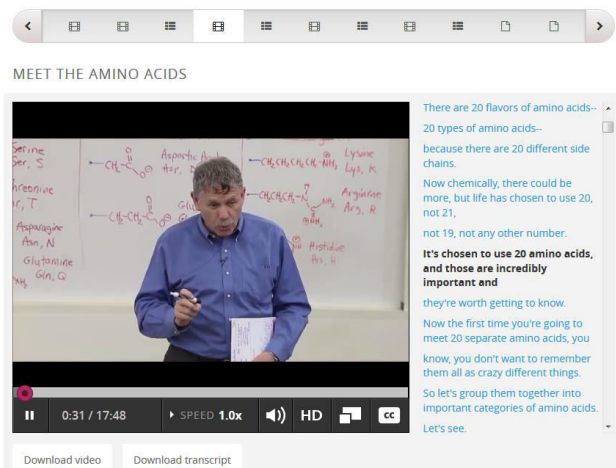 MEET THE AMINO ACIDS
Serine
Ser, S
Threonine
Asparagine
Asn, N
Glutamine
Gln, Q
Aspartic
Lysine
Lys, K
Arginine
Arg, R
Histidine
His, H
There are 20 flavors of amino acids--
20 types of amino acids--
because there are 20 different side
chains.
Now chemically, there could be
more, but life has chosen to use 20,
not 21,
not 19, not any other number.
It's chosen to use 20 amino acids,
and those are incredibly
important and
they're worth getting to know.
Now the first time you're going to
meet 20 separate amino acids, you
know, you don't want to remember
them all as crazy different things.
So let's group them together into
important categories of amino acids.
Let's see.
0:31 / 17:48
SPEED 1.0x
HD
cc
Download video
Download transcript